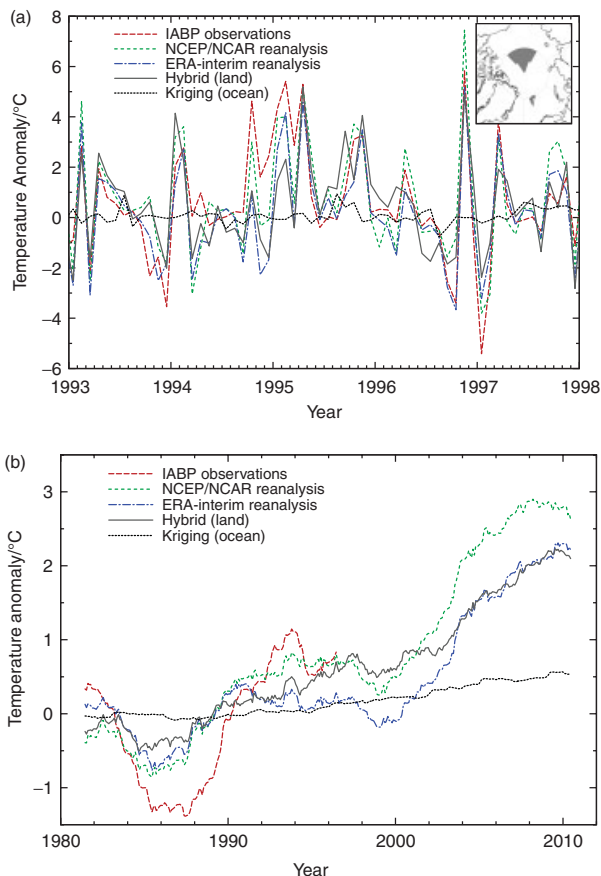 (a)
8
6
4
2
0
−2
−4
−6
Temperature Anomaly/°C
IABP observations
NCEP/NCAR reanalysis
ERA-interim reanalysis
Hybrid (land)
Kriging (ocean)
1993 1994 1995 1996 1997 1998
Year
(b)
3
2
1
0
−1
Temperature anomaly/°C
IABP observations
NCEP/NCAR reanalysis
ERA-interim reanalysis
Hybrid (land)
Kriging (ocean)
1980 1990 2000 2010
Year